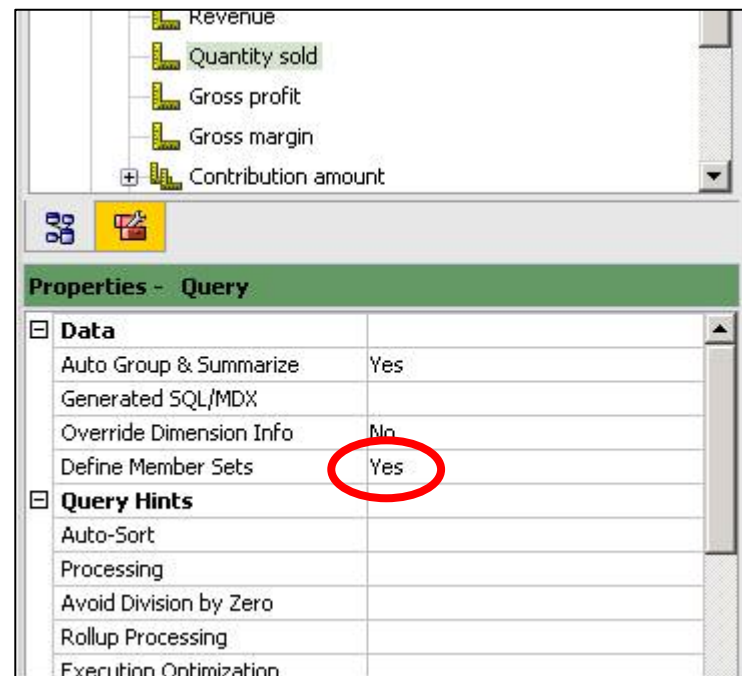 Revenue
Quantity sold
Gross profit
Gross margin
Contribution amount
Properties - Query
Data
Auto Group & Summarize Yes
Generated SQL/MDX
Override Dimension Info No
Define Member Sets Yes
Query Hints
Auto-Sort
Processing
Avoid Division by Zero
Rollup Processing
Execution Optimization